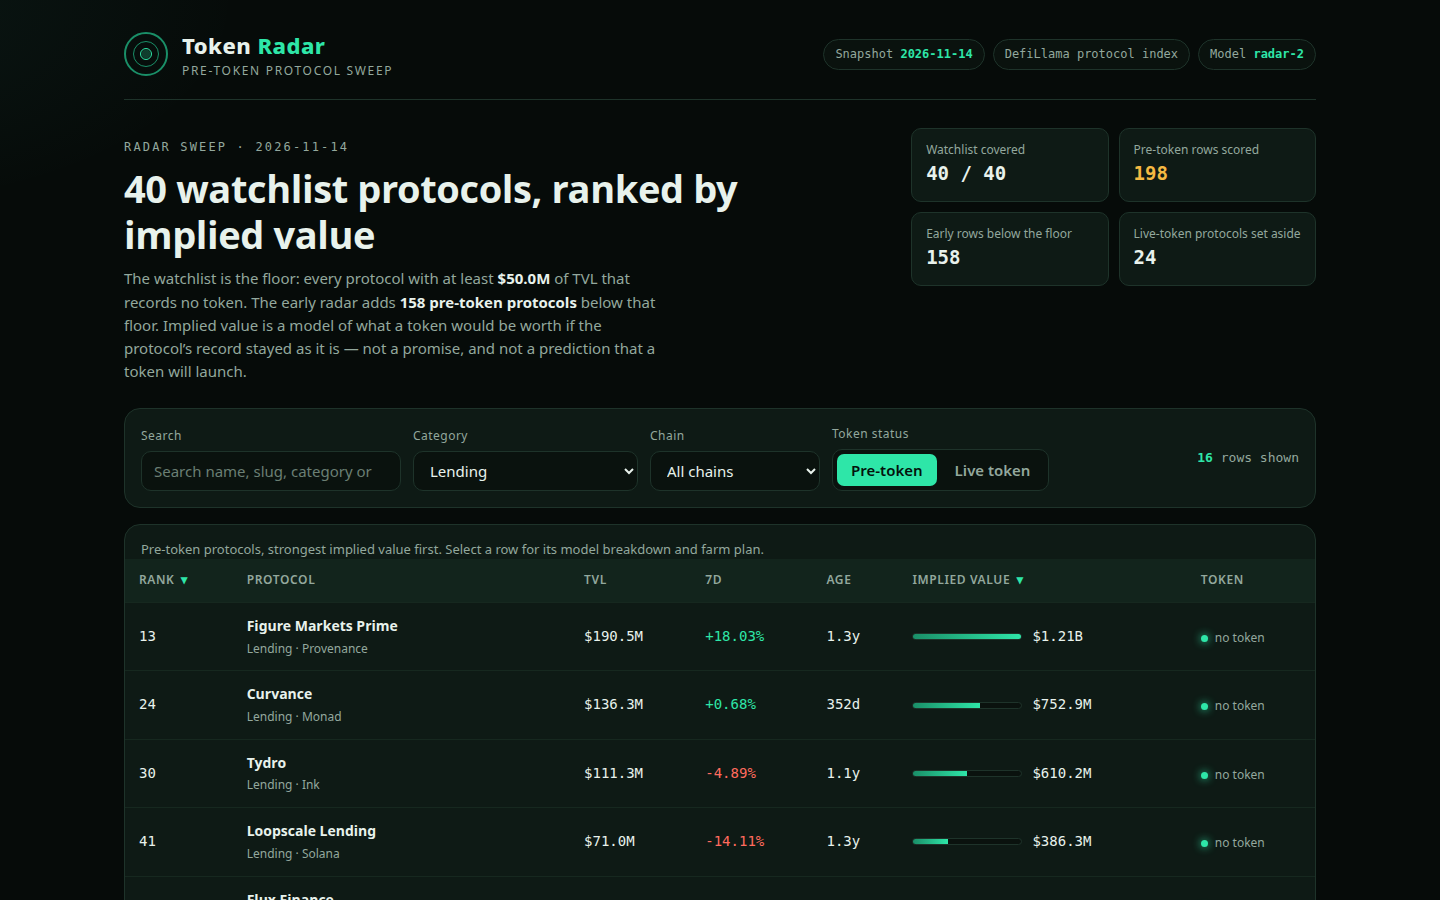 Token Radar
PRE-TOKEN PROTOCOL SWEEP
Snapshot 2026-11-14
DefiLlama protocol index
Model radar-2
RADAR SWEEP · 2026-11-14
40 watchlist protocols, ranked by
implied value
The watchlist is the floor: every protocol with at least $50.0M of TVL that
records no token. The early radar adds 158 pre-token protocols below that
floor. Implied value is a model of what a token would be worth if the
protocol’s record stayed as it is — not a promise, and not a prediction that a
token will launch.
Watchlist covered
40 / 40
Pre-token rows scored
198
Early rows below the floor
158
Live-token protocols set aside
24
Search
Search name, slug, category or
Category
Lending
Chain
All chains
Token status
Pre-token
Live token
16 rows shown
Pre-token protocols, strongest implied value first. Select a row for its model breakdown and farm plan.
RANK ▼ PROTOCOL TVL 7D AGE IMPLIED VALUE ▼ TOKEN
13 Figure Markets Prime $190.5M +18.03% 1.3y $1.21B no token
Lending · Provenance
24 Curvance $136.3M +0.68% 352d $752.9M no token
Lending · Monad
30 Tydro $111.3M -4.89% 1.1y $610.2M no token
Lending · Ink
41 Loopscale Lending $71.0M -14.11% 1.3y $386.3M no token
Lending · Solana
Flux Finance